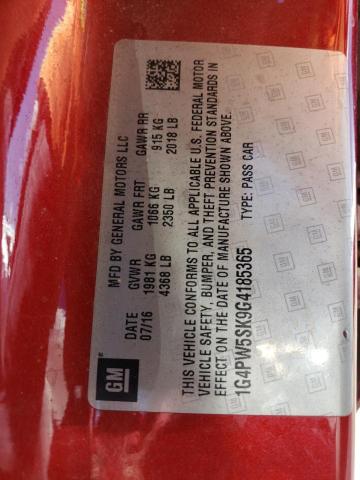 MFD BY GENERAL MOTORS LLC
DATE GVWR GAWR FRT GAWR RR
07/16 1981 KG 1066 KG 915 KG
4368 LB 2350 LB 2018 LB
GM
THIS VEHICLE CONFORMS TO ALL APPLICABLE U.S. FEDERAL MOTOR
VEHICLE SAFETY, BUMPER, AND THEFT PREVENTION STANDARDS IN
EFFECT ON THE DATE OF MANUFACTURE SHOWN ABOVE.
1G4PW5SK9G4185365 TYPE: PASS CAR